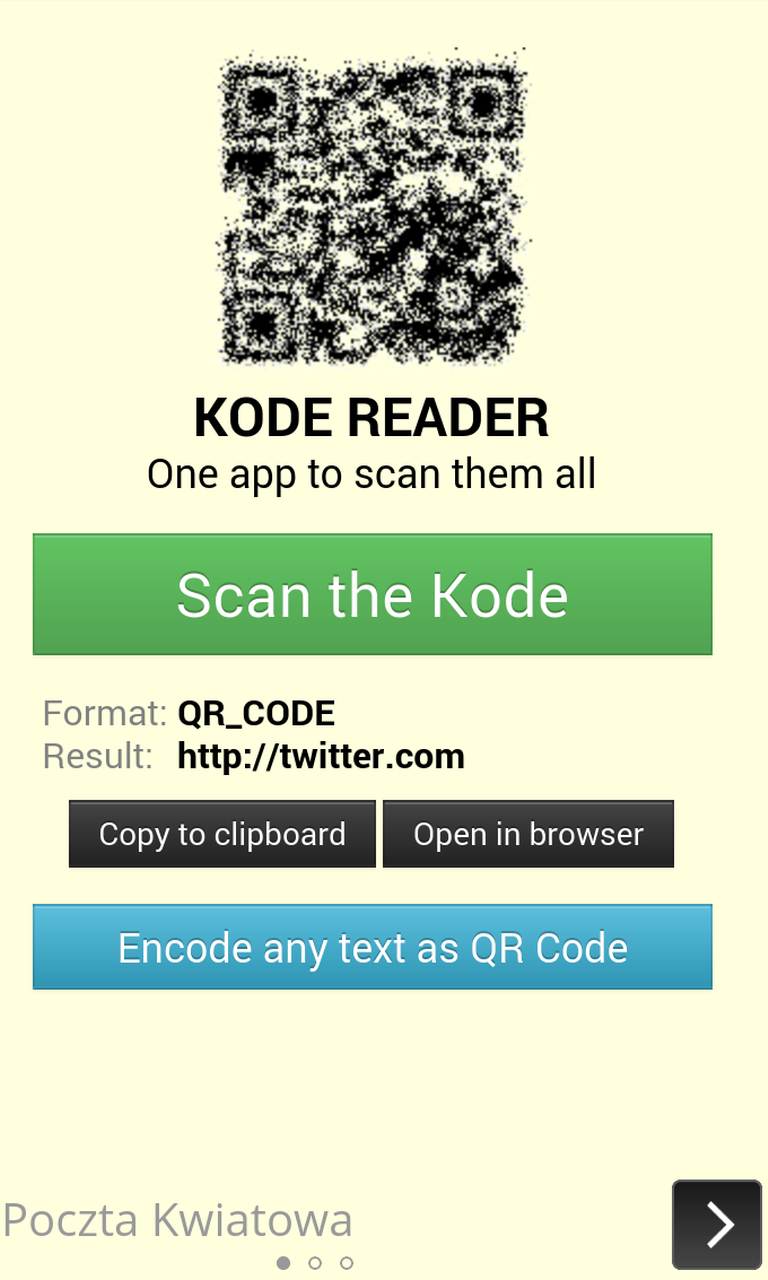 KODE READER
One app to scan them all
Scan the Kode
Format: QR_CODE
Result: http://twitter.com
Copy to clipboard Open in browser
Encode any text as QR Code
Poczta Kwiatowa